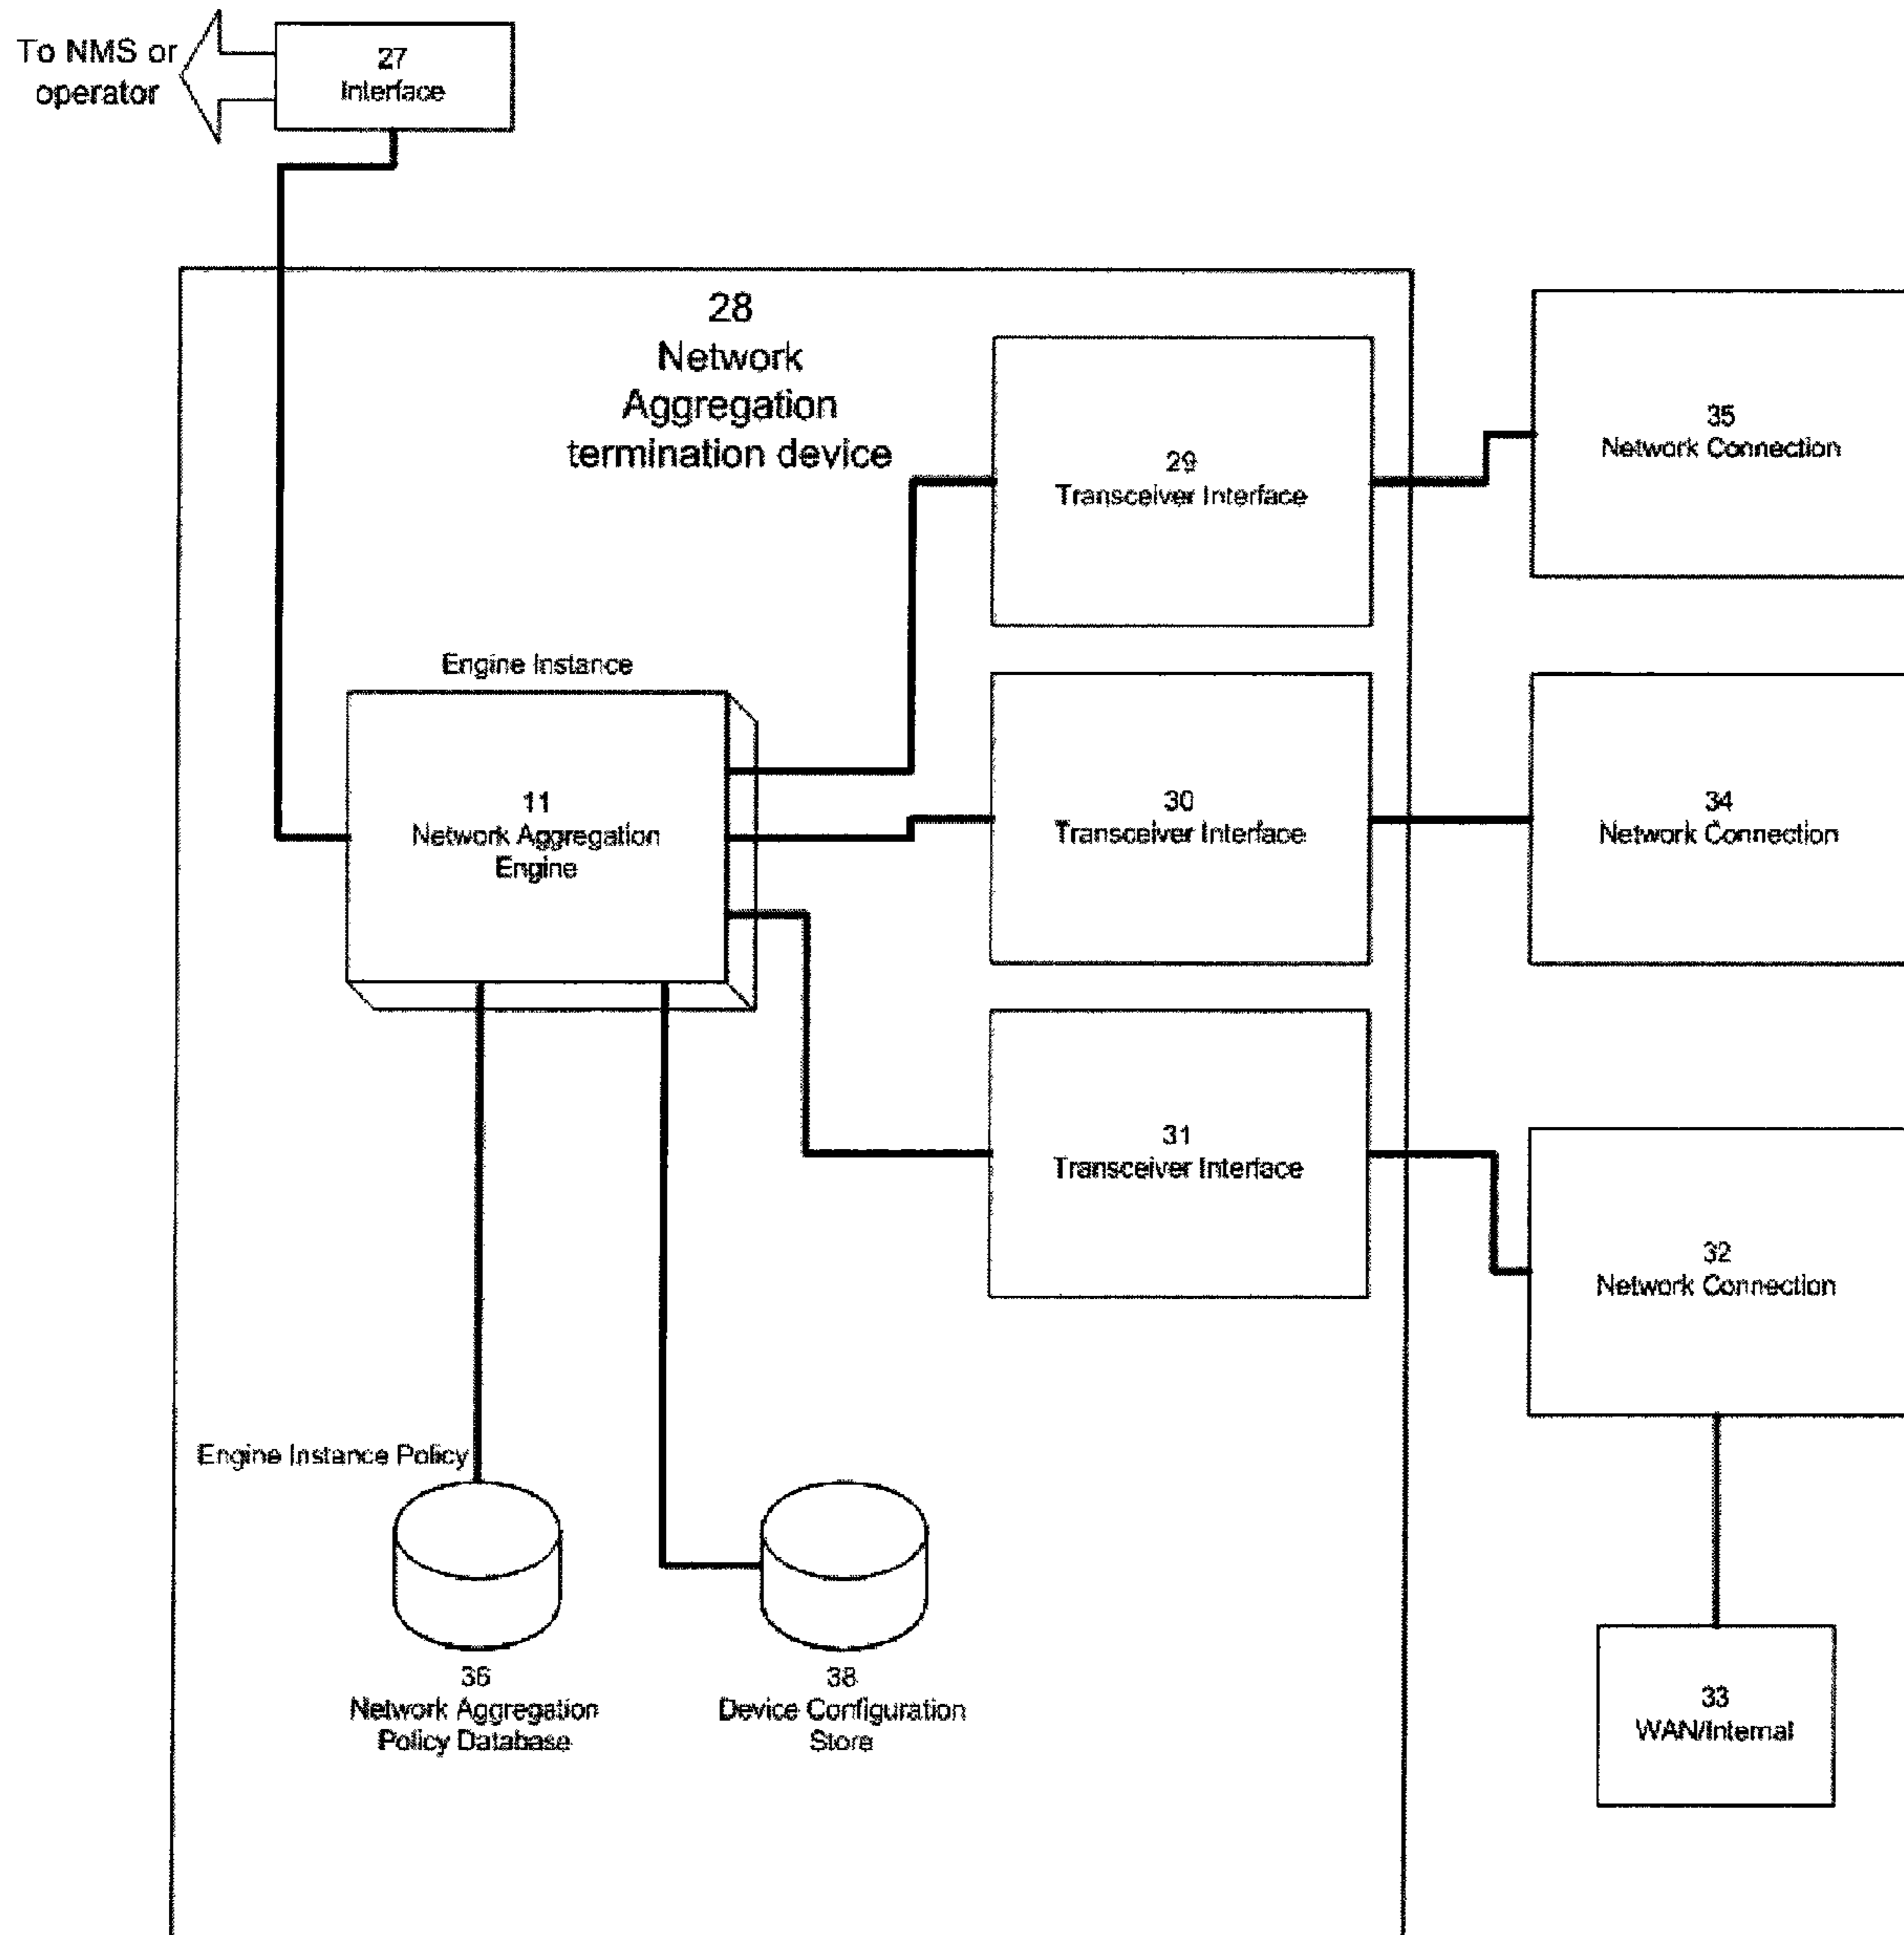 To NMS or
operator
27
Interface
28
Network
Aggregation
termination device
29
Transceiver Interface
35
Network Connection
Engine Instance
11
Network Aggregation
Engine
30
Transceiver Interface
34
Network Connection
31
Transceiver Interface
32
Network Connection
Engine Instance Policy
36
Network Aggregation
Policy Database
38
Device Configuration
Store
33
WAN/Internal